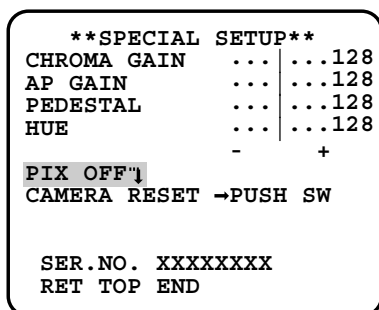 **SPECIAL SETUP**
CHROMA GAIN ...|...128
AP GAIN ...|...128
PEDESTAL ...|...128
HUE ...|...128
- +
PIX OFF
CAMERA RESET →PUSH SW
SER.NO. XXXXXXXX
RET TOP END